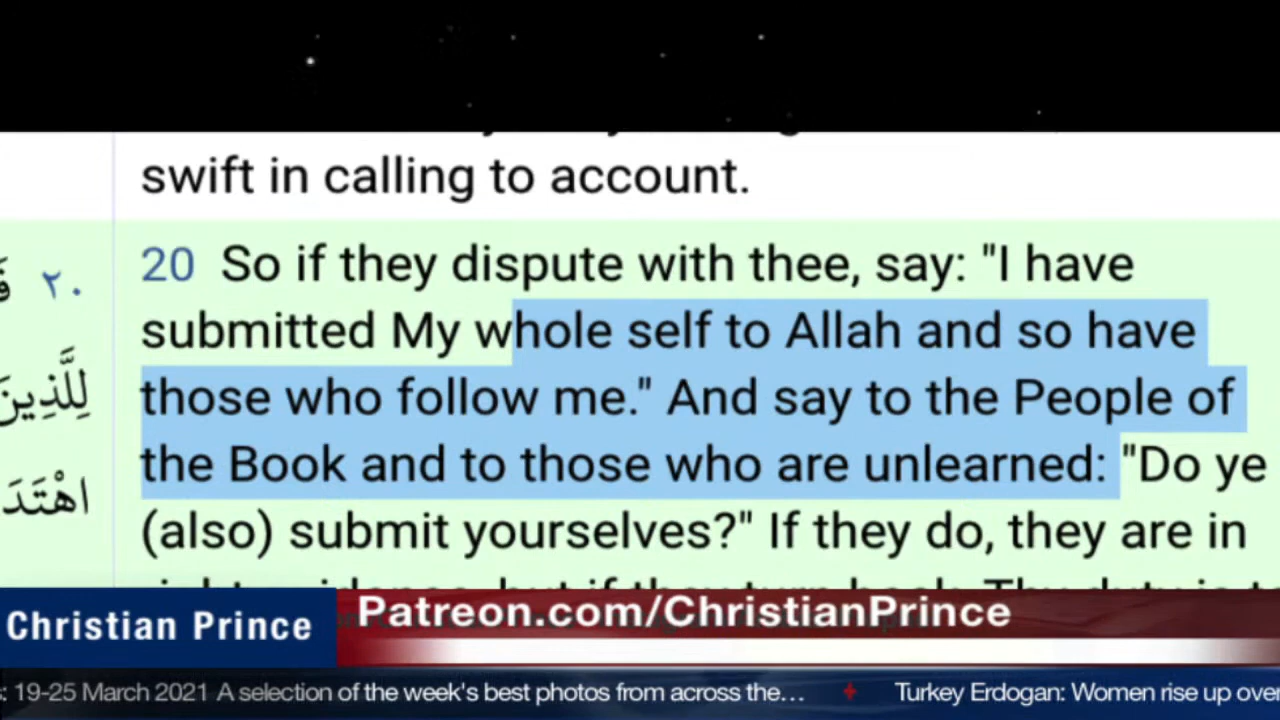 swift in calling to account.
20 So if they dispute with thee, say: "I have
submitted My whole self to Allah and so have
those who follow me." And say to the People of
the Book and to those who are unlearned: "Do ye
(also) submit yourselves?" If they do, they are in
٢٠
لِلَّذِينَ
اهْتَدَ
Christian Prince
Patreon.com/ChristianPrince
: 19-25 March 2021 A selection of the week's best photos from across the...
Turkey Erdogan: Women rise up over